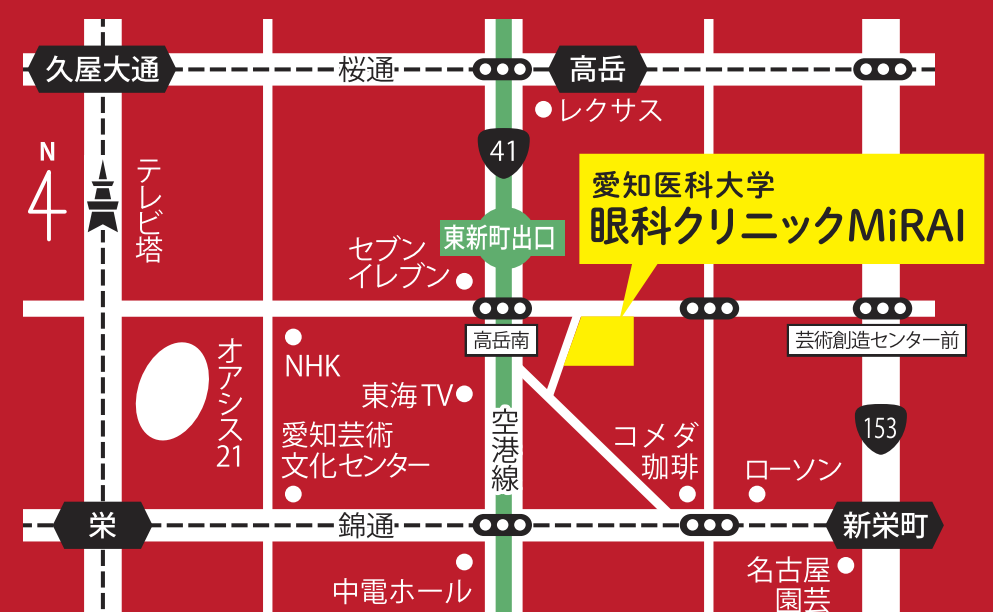 久屋大通
桜通
高岳
レクサス
41
N
テレビ塔
愛知医科大学
眼科クリニックMiRAI
東新町出口
セブン
イレブン
高岳南
芸術創造センター前
NHK
オアシス
21
東海TV
愛知芸術
文化センター
空港線
コメダ
珈琲
153
ローソン
栄
錦通
新栄町
中電ホール
名古屋
園芸